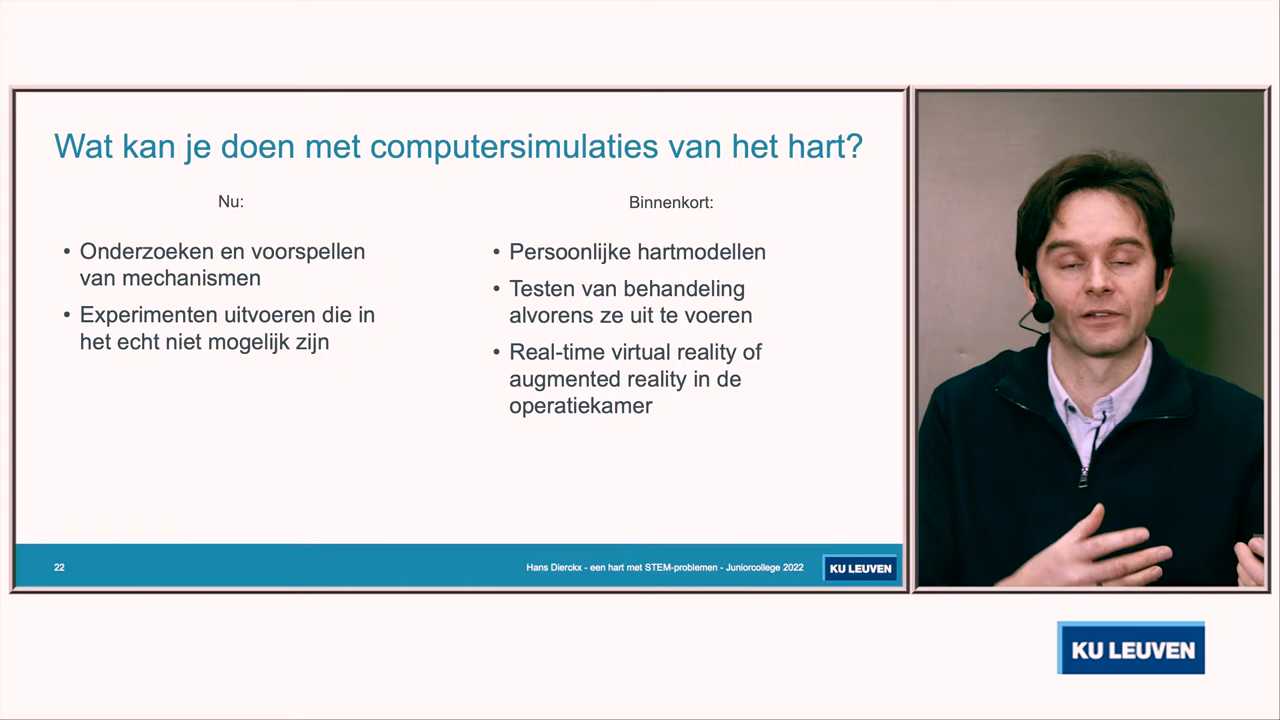 Wat kan je doen met computersimulaties van het hart?
Nu:
• Onderzoeken en voorspellen
van mechanismen
• Experimenten uitvoeren die in
het echt niet mogelijk zijn
Binnenkort:
• Persoonlijke hartmodellen
• Testen van behandeling
alvorens ze uit te voeren
• Real-time virtual reality of
augmented reality in de
operatiekamer
22
Hans Dierckx - een hart met STEM-problemen - Juniorcollege 2022
KU LEUVEN
KU LEUVEN